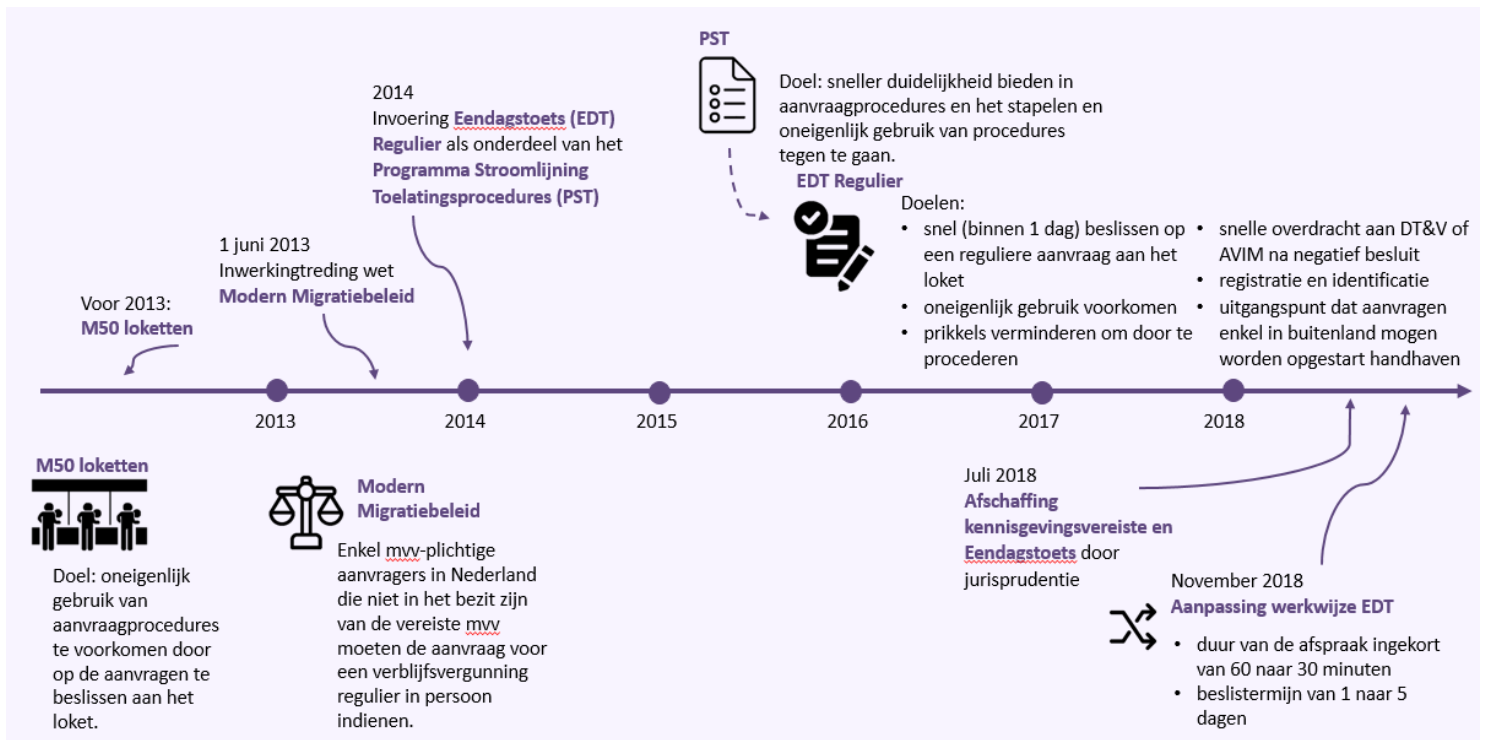 PST
Doel: sneller duidelijkheid bieden in
aanvraagprocedures en het stapelen en
oneigenlijk gebruik van procedures
tegen te gaan.
2014
Invoering Eendagstoets (EDT)
Regulier als onderdeel van het
Programma Stroomlijning
Toelatingsprocedures (PST)
EDT Regulier
Doelen:
• snel (binnen 1 dag) beslissen op
een reguliere aanvraag aan het
loket
• oneigenlijk gebruik voorkomen
• prikkels verminderen om door te
procederen
• snelle overdracht aan DT&V of
AVIM na negatief besluit
• registratie en identificatie
• uitgangspunt dat aanvragen
enkel in buitenland mogen
worden opgestart handhaven
1 juni 2013
Inwerkingtreding wet
Modern Migratiebeleid
Voor 2013:
M50 loketten
2013
2014
2015
2016
2017
2018
M50 loketten
Doel: oneigenlijk
gebruik van
aanvraagprocedures
te voorkomen door
op de aanvragen te
beslissen aan het
loket.
Modern
Migratiebeleid
Enkel mvv-plichtige
aanvragers in Nederland
die niet in het bezit zijn
van de vereiste mvv
moeten de aanvraag voor
een verblijfsvergunning
regulier in persoon
indienen.
Juli 2018
Afschaffing
kennisgevingsvereiste en
Eendagstoets door
jurisprudentie
November 2018
Aanpassing werkwijze EDT
• duur van de afspraak ingekort
van 60 naar 30 minuten
• beslistermijn van 1 naar 5
dagen